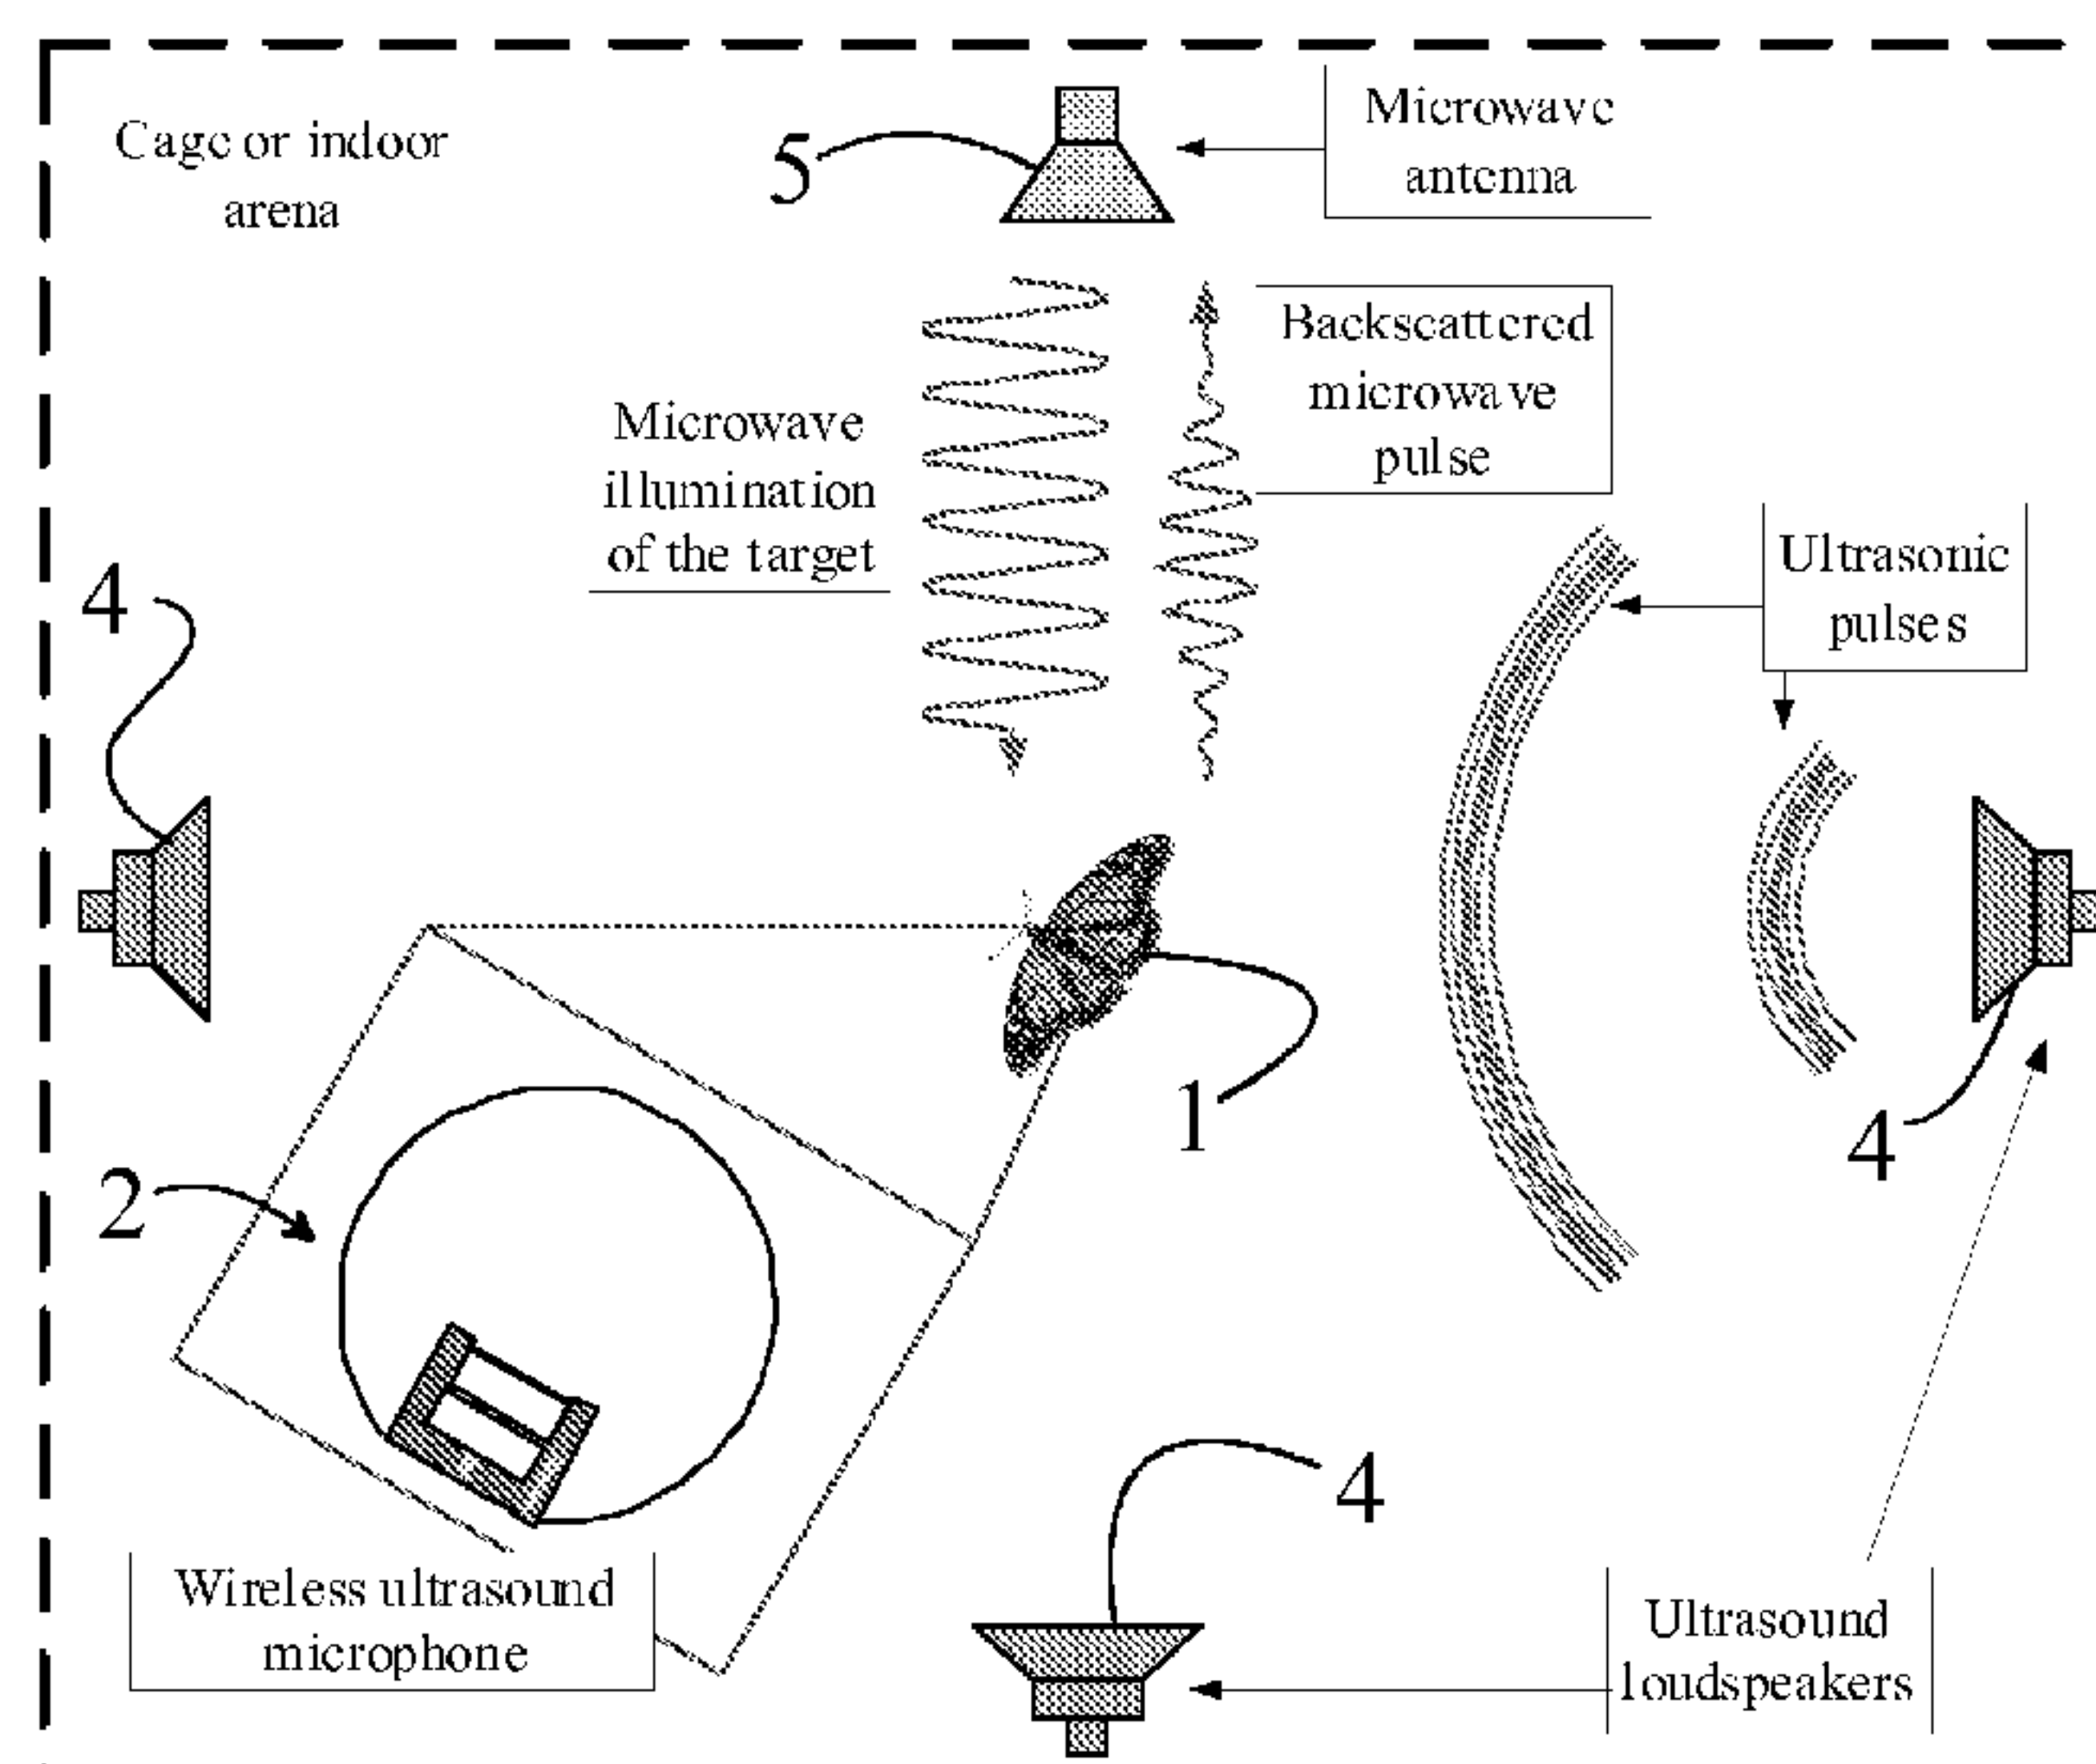 Cage or indoor
arena
5
Microwave
antenna
Backscattered
microwave
pulse
Microwave
illumination
of the target
Ultrasonic
pulses
4
1
4
2
4
Wireless ultrasound
microphone
Ultrasound
loudspeakers